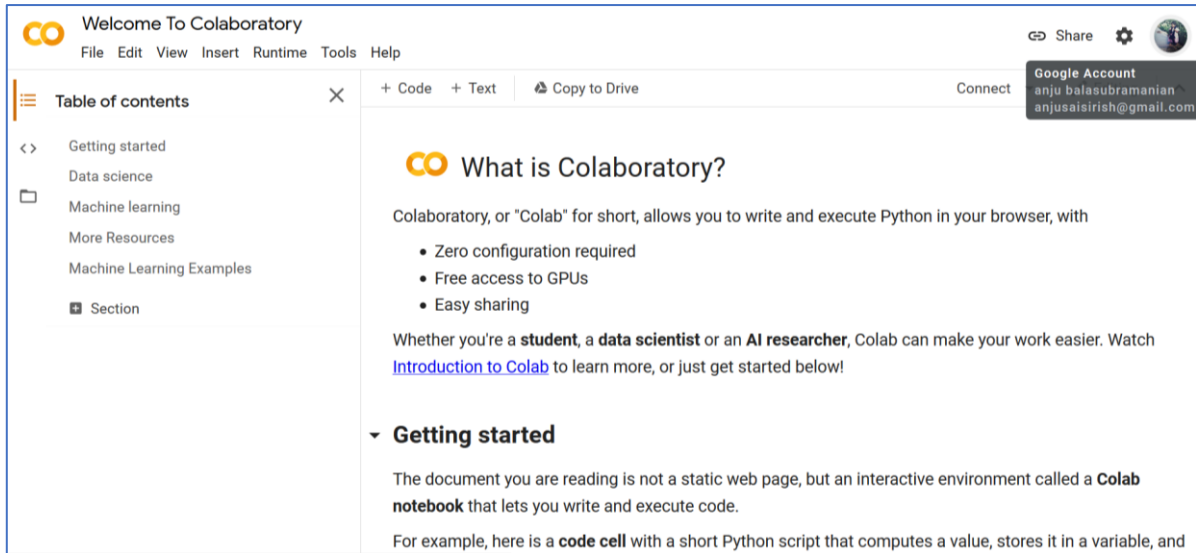 CO
Welcome To Colaboratory
File Edit View Insert Runtime Tools Help
Share
Google Account
anju balasubramanian
anjusaisirish@gmail.com
Table of contents
Getting started
Data science
Machine learning
More Resources
Machine Learning Examples
Section
+ Code + Text Copy to Drive Connect
CO What is Colaboratory?
Colaboratory, or "Colab" for short, allows you to write and execute Python in your browser, with
• Zero configuration required
• Free access to GPUs
• Easy sharing
Whether you're a student, a data scientist or an AI researcher, Colab can make your work easier. Watch
Introduction to Colab to learn more, or just get started below!
Getting started
The document you are reading is not a static web page, but an interactive environment called a Colab
notebook that lets you write and execute code.
For example, here is a code cell with a short Python script that computes a value, stores it in a variable, and